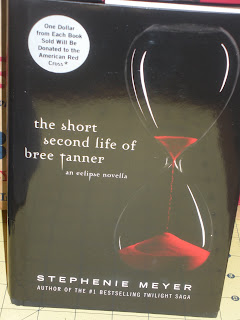 One Dollar
from Each Book
Sold Will Be
Donated to the
American Red
Cross*
the short
second life of
bree tanner
an eclipse novella
STEPHENIE MEYER
AUTHOR OF THE #1 BESTSELLING TWILIGHT SAGA